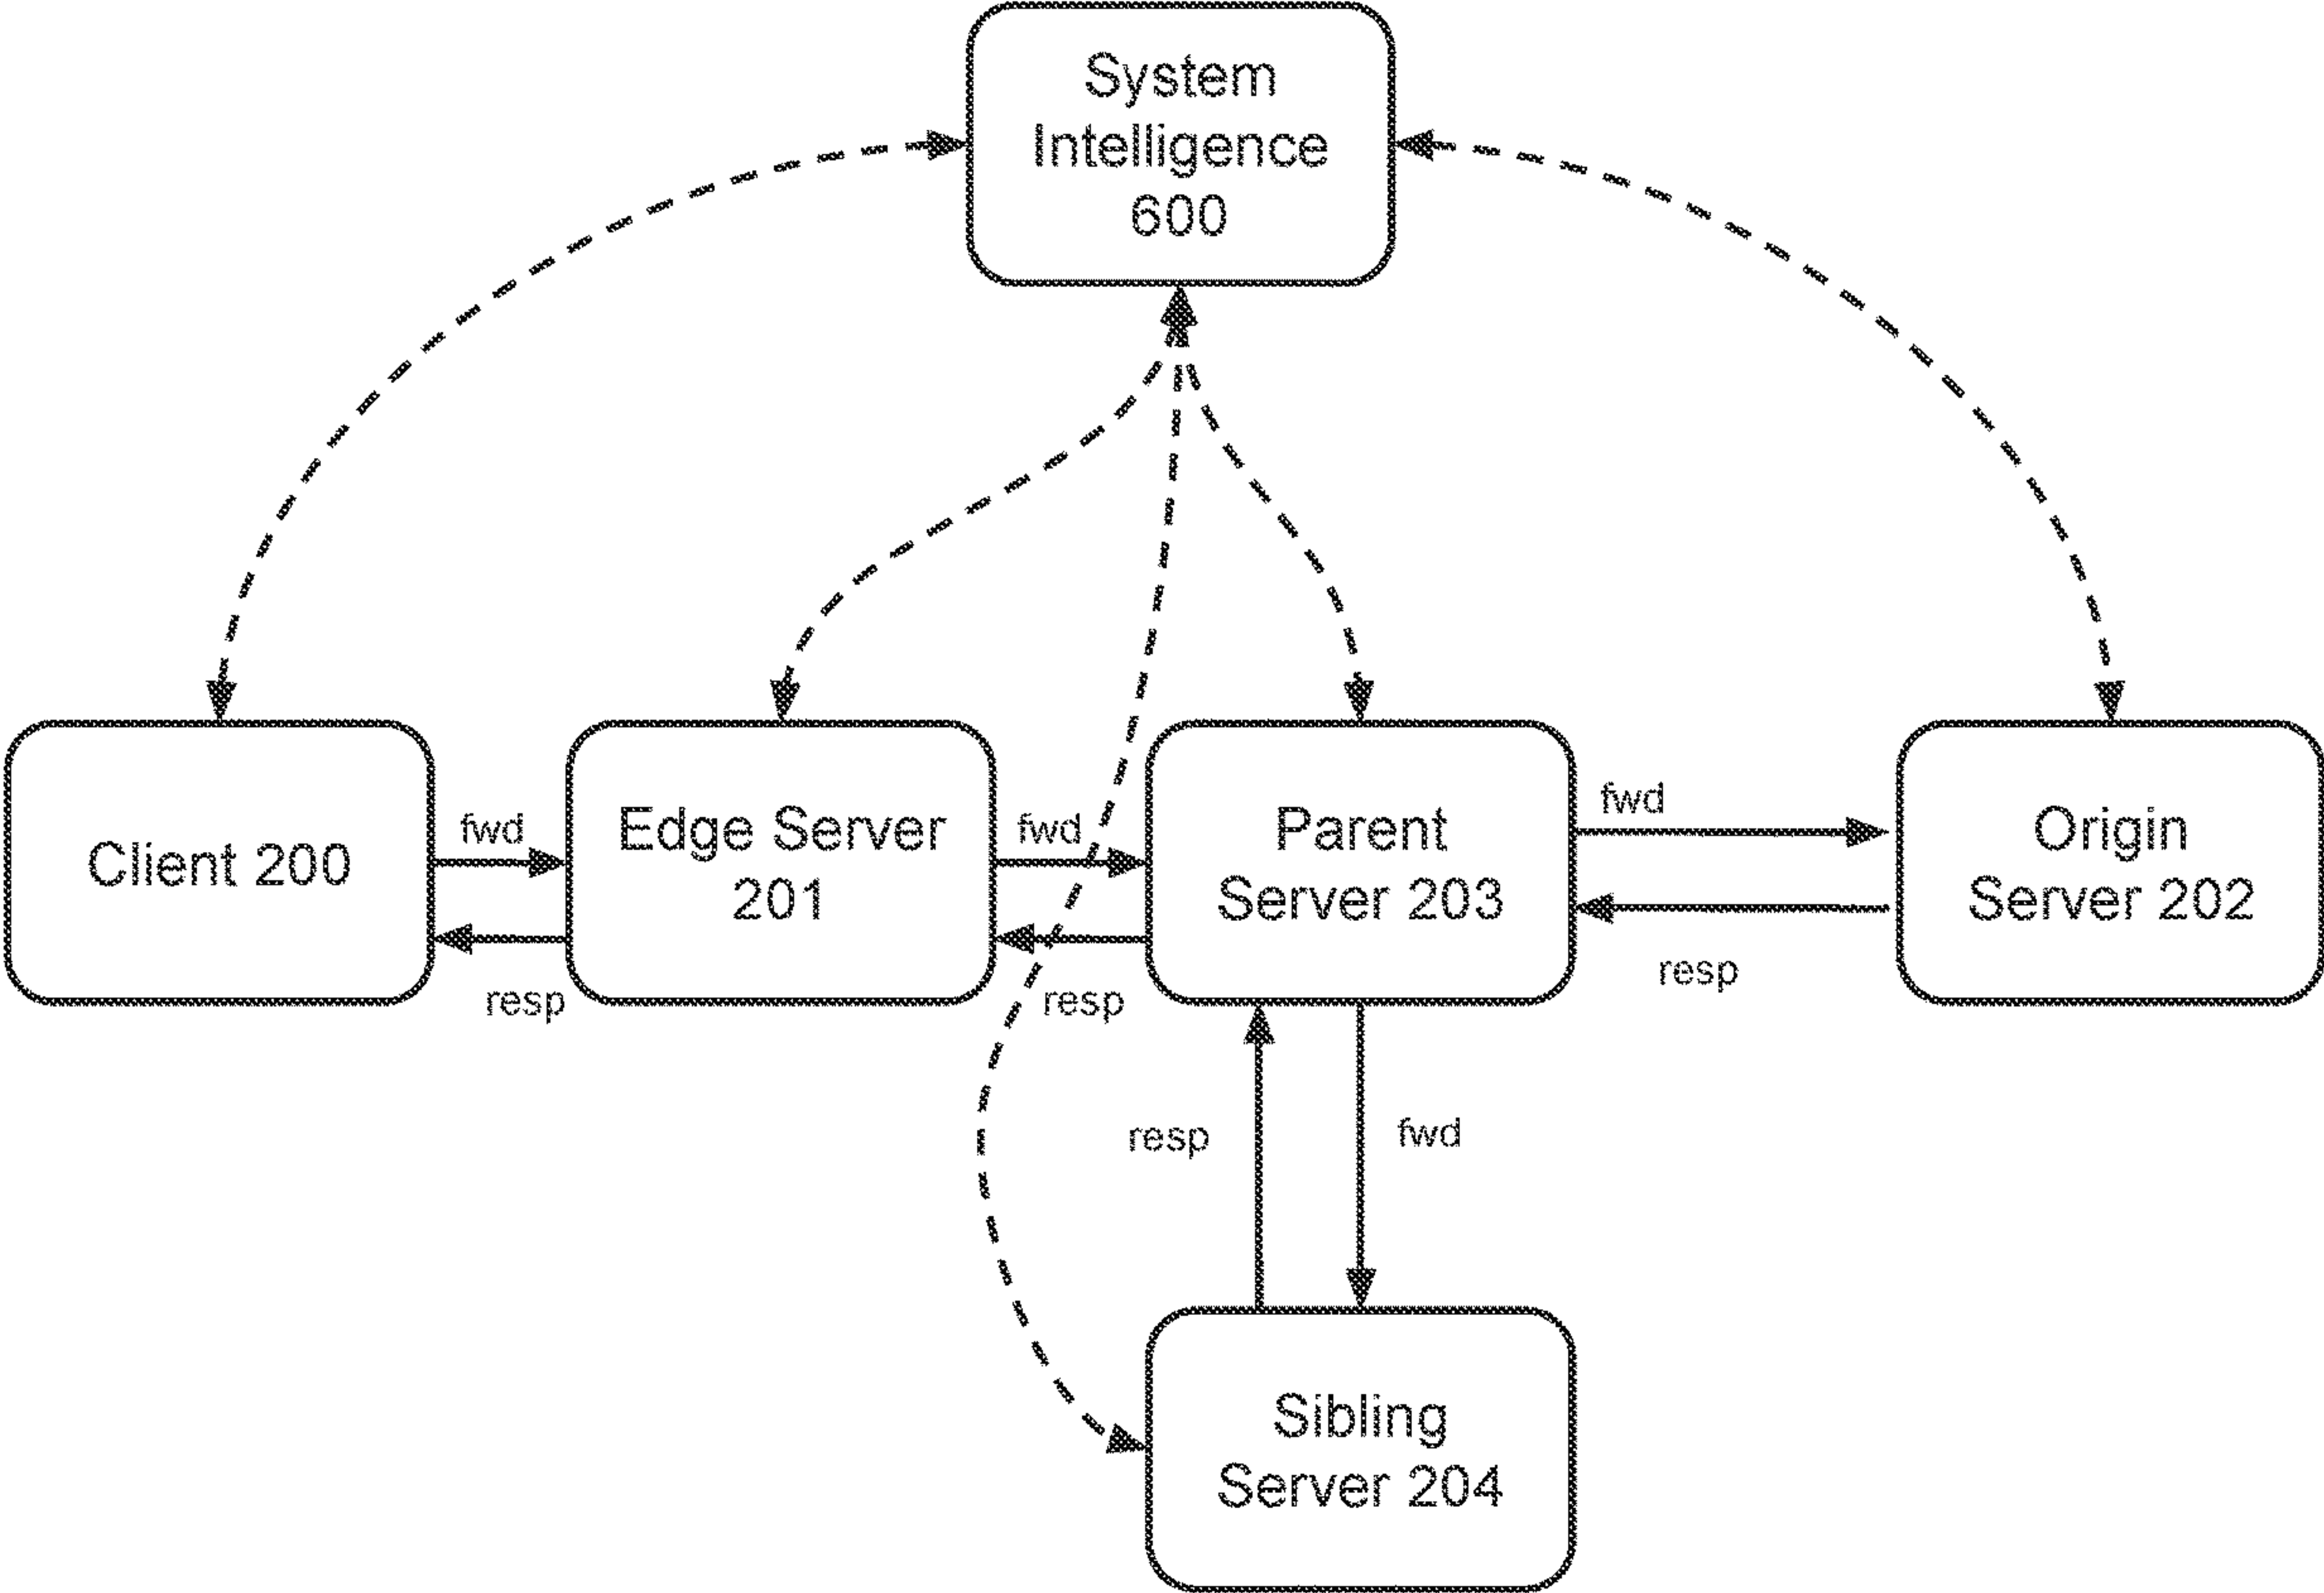 System
Intelligence
600
Client 200
fwd
resp
Edge Server
201
fwd
resp
Parent
Server 203
fwd
resp
Origin
Server 202
resp
fwd
Sibling
Server 204